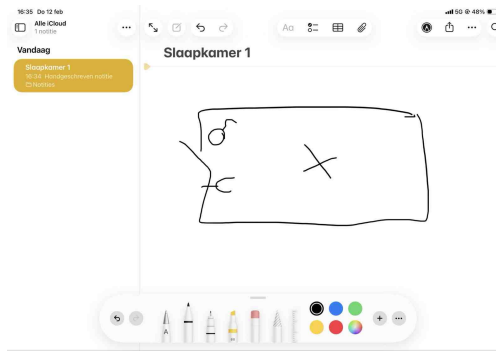 16:35 Do 12 feb
5G 48%
Alle iCloud
1 notitie
Aa
Vandaag
Slaapkamer 1
Slaapkamer 1
16:34 Handgeschreven notitie
Notities
A